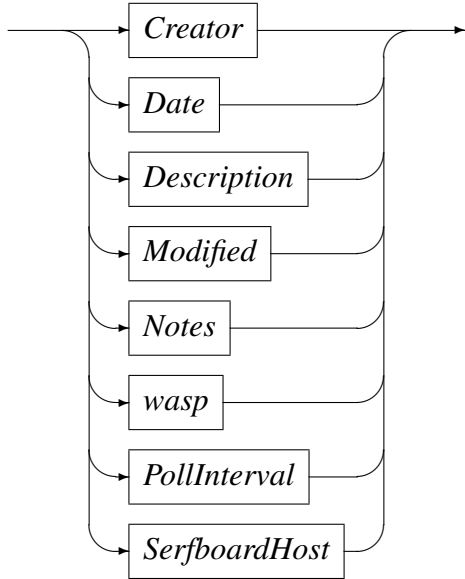 Creator
Date
Description
Modified
Notes
wasp
PollInterval
SerfboardHost